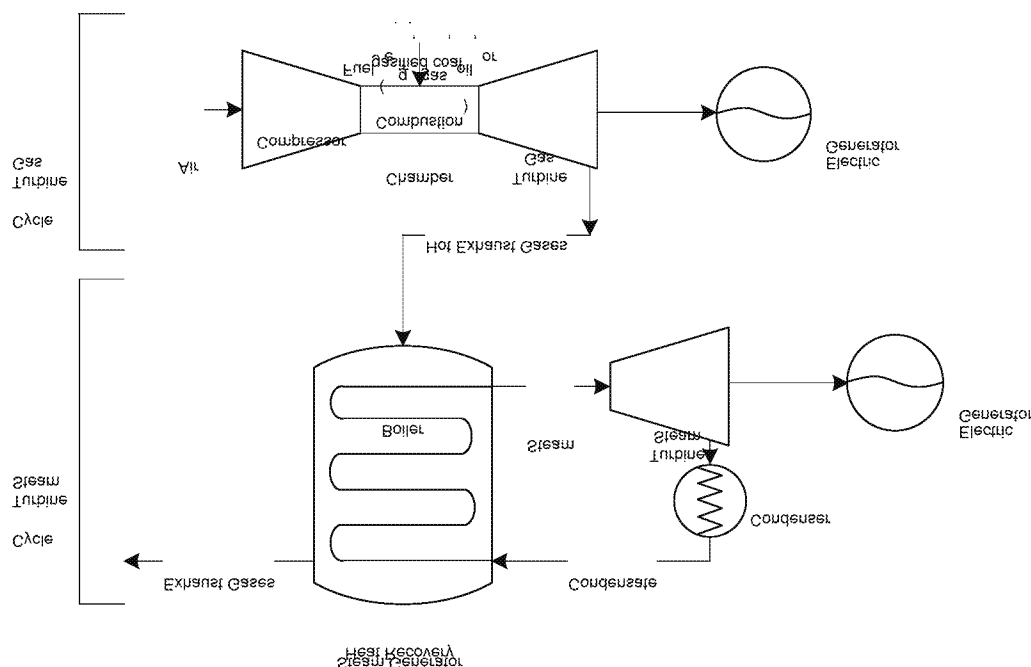 Fuel
gasified coal or
( g gas oil
)
Combustion
Compressor
Chamber
Gas
Turbine
Air
Electric
Generator
Gas
Turbine
Cycle
Hot Exhaust Gases
Boiler
Steam
Steam
Turbine
Electric
Generator
Condenser
Steam
Turbine
Cycle
Exhaust Gases
Condensate
Heat Recovery
Steam Generator